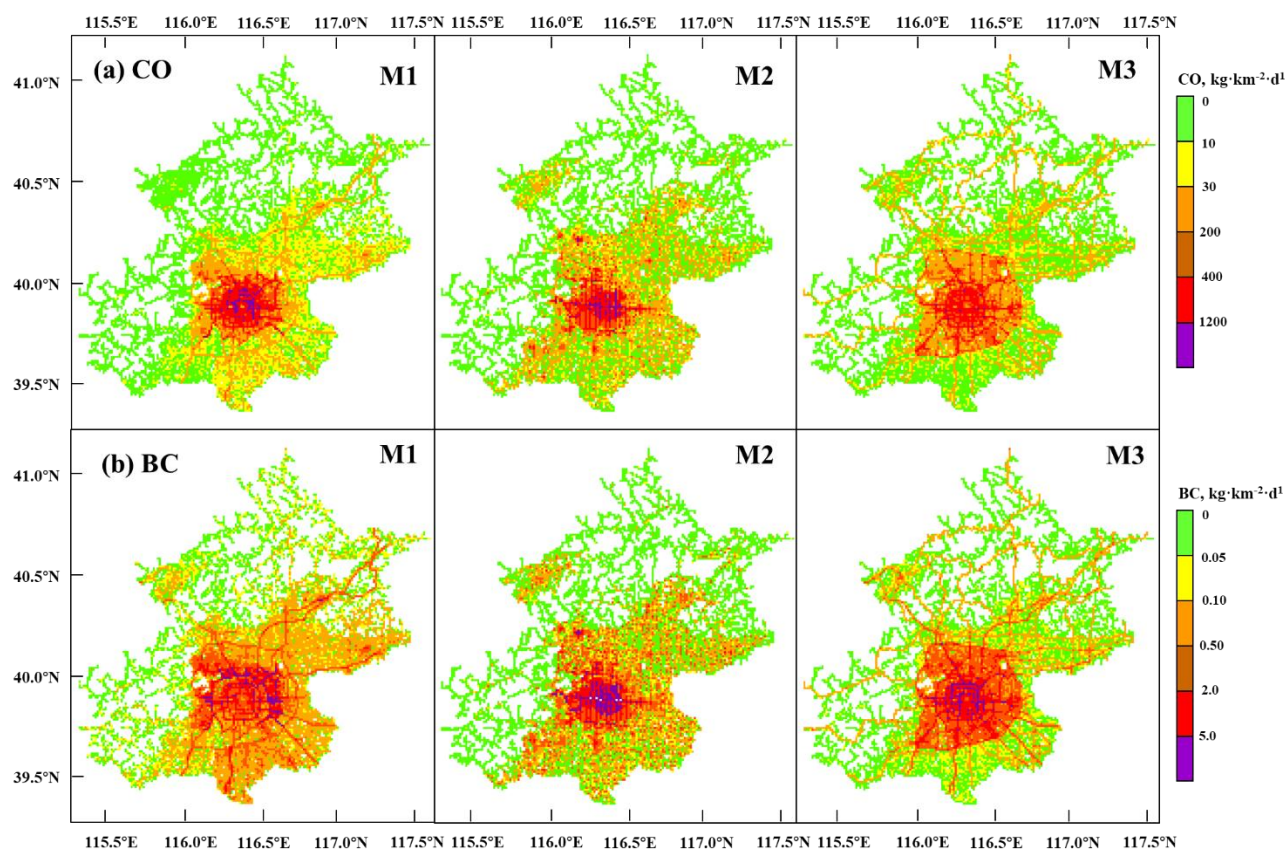 115.5°E 116.0°E 116.5°E 117.0°E 117.5°E 115.5°E 116.0°E 116.5°E 117.0°E 117.5°E 115.5°E 116.0°E 116.5°E 117.0°E 117.5°E
(a) CO
M1
M2
M3
41.0°N
40.5°N
40.0°N
39.5°N
CO, kg·km⁻²·d¹
0
10
30
200
400
1200
(b) BC
M1
M2
M3
41.0°N
40.5°N
40.0°N
39.5°N
BC, kg·km⁻²·d¹
0
0.05
0.10
0.50
2.0
5.0
115.5°E 116.0°E 116.5°E 117.0°E 117.5°E 115.5°E 116.0°E 116.5°E 117.0°E 117.5°E 115.5°E 116.0°E 116.5°E 117.0°E 117.5°E